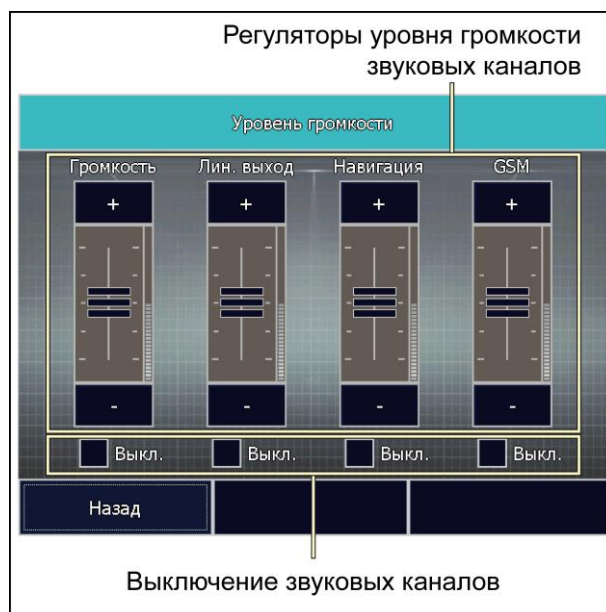 Регуляторы уровня громкости
звуковых каналов
Уровень громкости
Громкость Лин. выход Навигация GSM
+ + + +
- - - -
Выкл. Выкл. Выкл. Выкл.
Назад
Выключение звуковых каналов